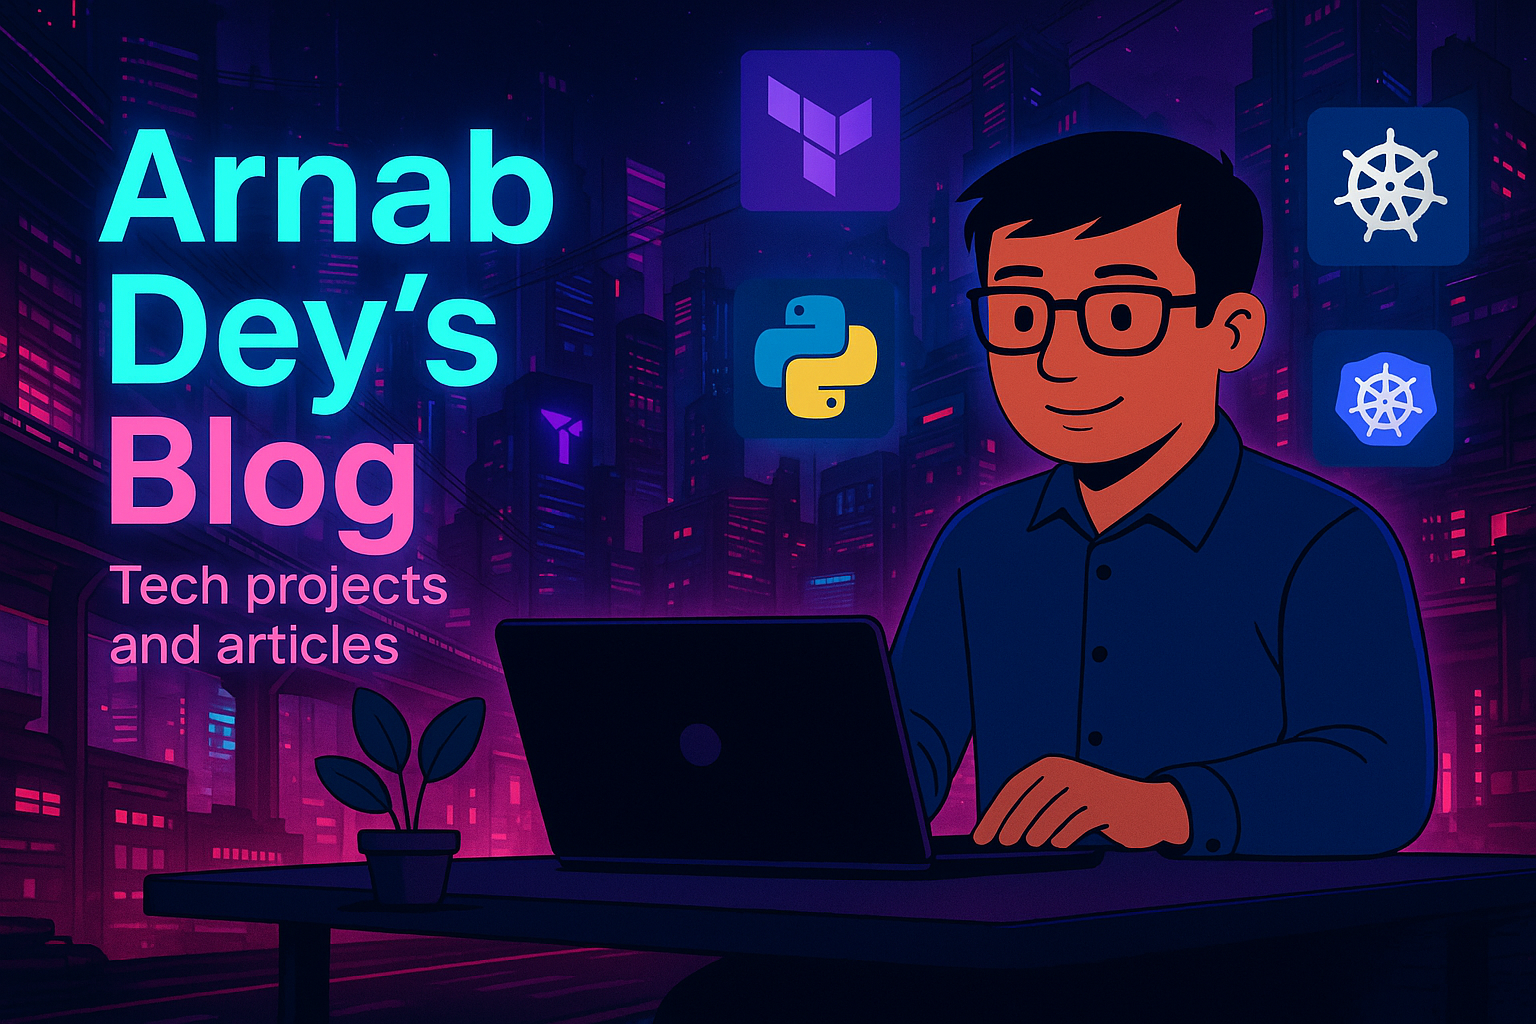 Arnab
Dey’s
Blog
Tech projects
and articles